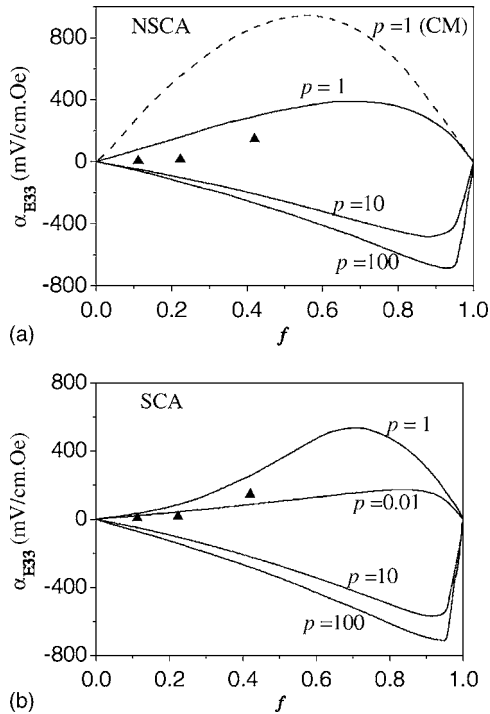 800
400
0
-400
-800
α_E33 (mV/cm.Oe)
NSCA
p=1 (CM)
p=1
p=10
p=100
0.0 0.2 0.4 0.6 0.8 1.0
f
(a)
800
400
0
-400
-800
α_E33 (mV/cm.Oe)
SCA
p=1
p=0.01
p=10
p=100
0.0 0.2 0.4 0.6 0.8 1.0
f
(b)